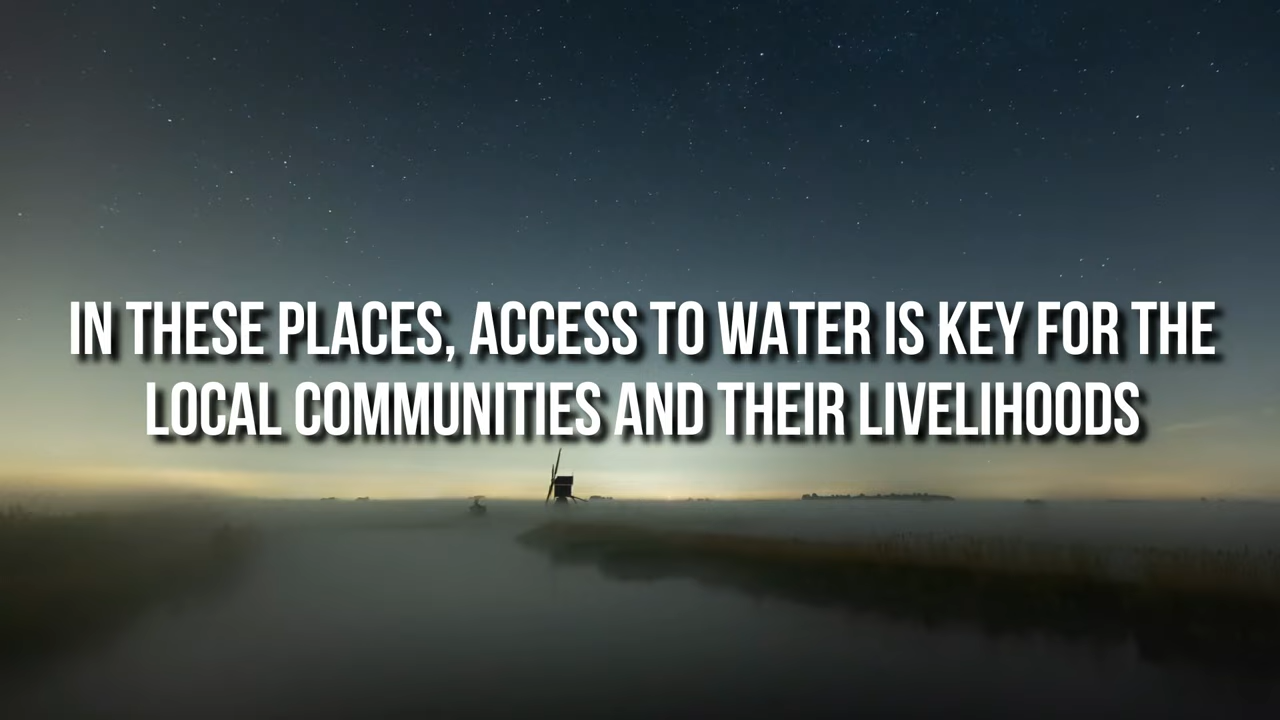 IN THESE PLACES, ACCESS TO WATER IS KEY FOR THE
LOCAL COMMUNITIES AND THEIR LIVELIHOODS